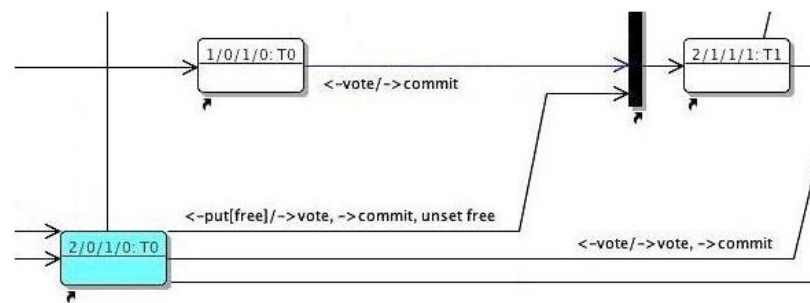 1/0/1/0: T0
2/1/1/1: T1
<-vote/->commit
<-put[free]/->vote, ->commit, unset free
2/0/1/0: T0
<-vote/->vote, ->commit